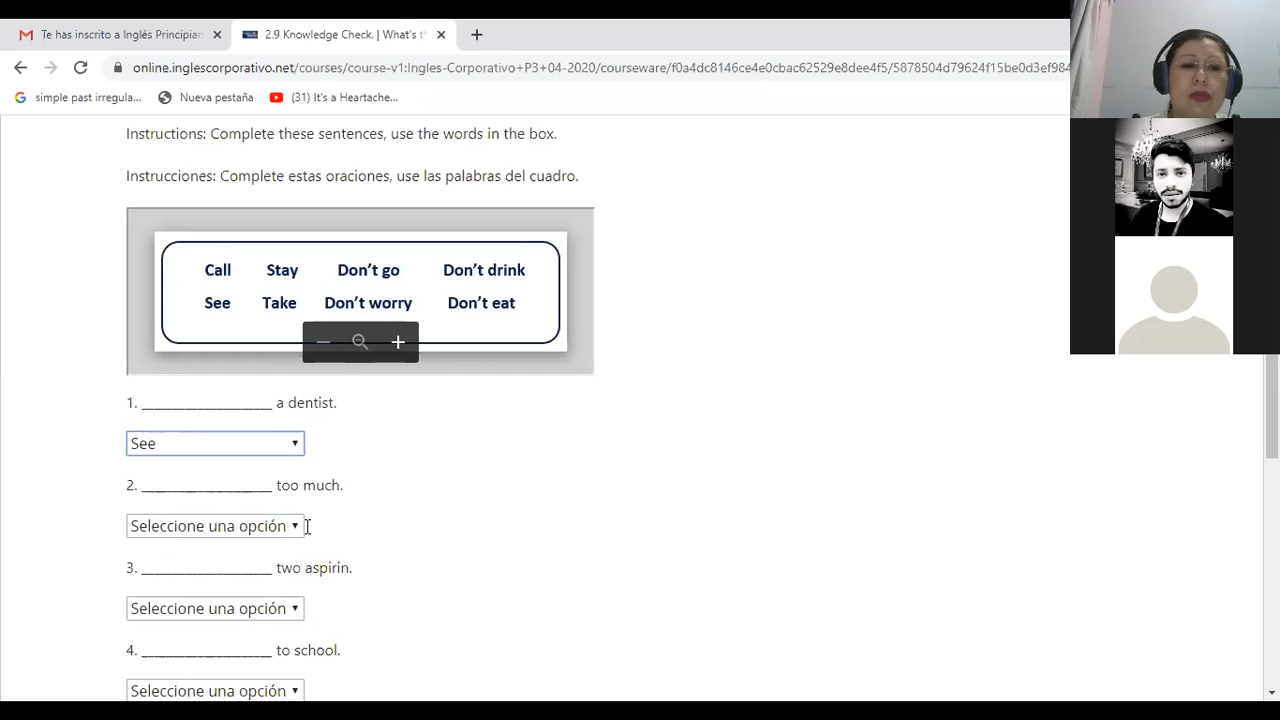 Te has inscrito a Inglés Principian
2.9 Knowledge Check. | What's t
online.inglescorporativo.net/courses/course-v1:Ingles-Corporativo+P3+04-2020/courseware/f0a4dc8146ce4e0cbac62529e8dee4f5/5878504d79624f15be0d3ef984
simple past irregula...
Nueva pestaña
(31) It's a Heartache...
Instructions: Complete these sentences, use the words in the box.
Instrucciones: Complete estas oraciones, use las palabras del cuadro.
Call Stay Don't go Don't drink
See Take Don't worry Don't eat
1. ____________________ a dentist.
See
2. ____________________ too much.
Seleccione una opción
3. ____________________ two aspirin.
Seleccione una opción
4. ____________________ to school.
Seleccione una opción